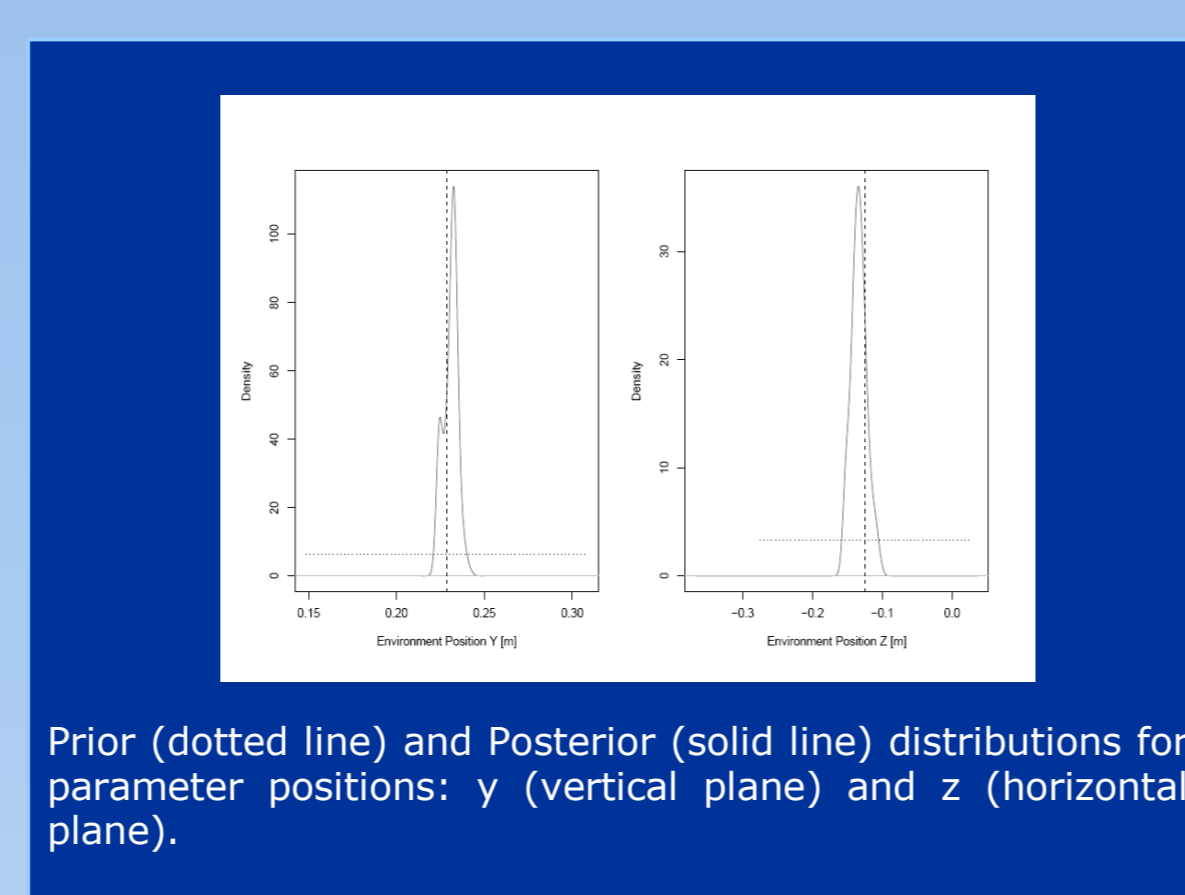 100
80
60
40
20
0
Density
0.15 0.20 0.25 0.30
Environment Position Y [m]
30
20
10
0
Density
−0.3 −0.2 −0.1 0.0
Environment Position Z [m]
Prior (dotted line) and Posterior (solid line) distributions for
parameter positions: y (vertical plane) and z (horizontal
plane).